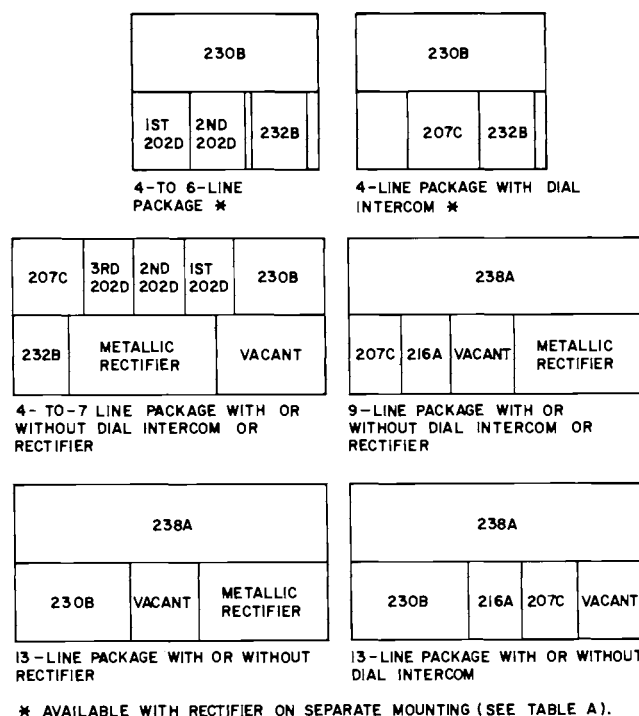 230B
1ST 202D
2ND 202D
232B
4-TO 6-LINE
PACKAGE *
230B
207C
232B
4-LINE PACKAGE WITH DIAL
INTERCOM *
207C
3RD 202D
2ND 202D
1ST 202D
230B
232B
METALLIC
RECTIFIER
VACANT
4- TO-7 LINE PACKAGE WITH OR
WITHOUT DIAL INTERCOM OR
RECTIFIER
238A
207C
216A
VACANT
METALLIC
RECTIFIER
9-LINE PACKAGE WITH OR
WITHOUT DIAL INTERCOM OR
RECTIFIER
238A
230B
VACANT
METALLIC
RECTIFIER
13-LINE PACKAGE WITH OR WITHOUT
RECTIFIER
238A
230B
216A
207C
VACANT
13-LINE PACKAGE WITH OR WITHOUT
DIAL INTERCOM
* AVAILABLE WITH RECTIFIER ON SEPARATE MOUNTING (SEE TABLE A).